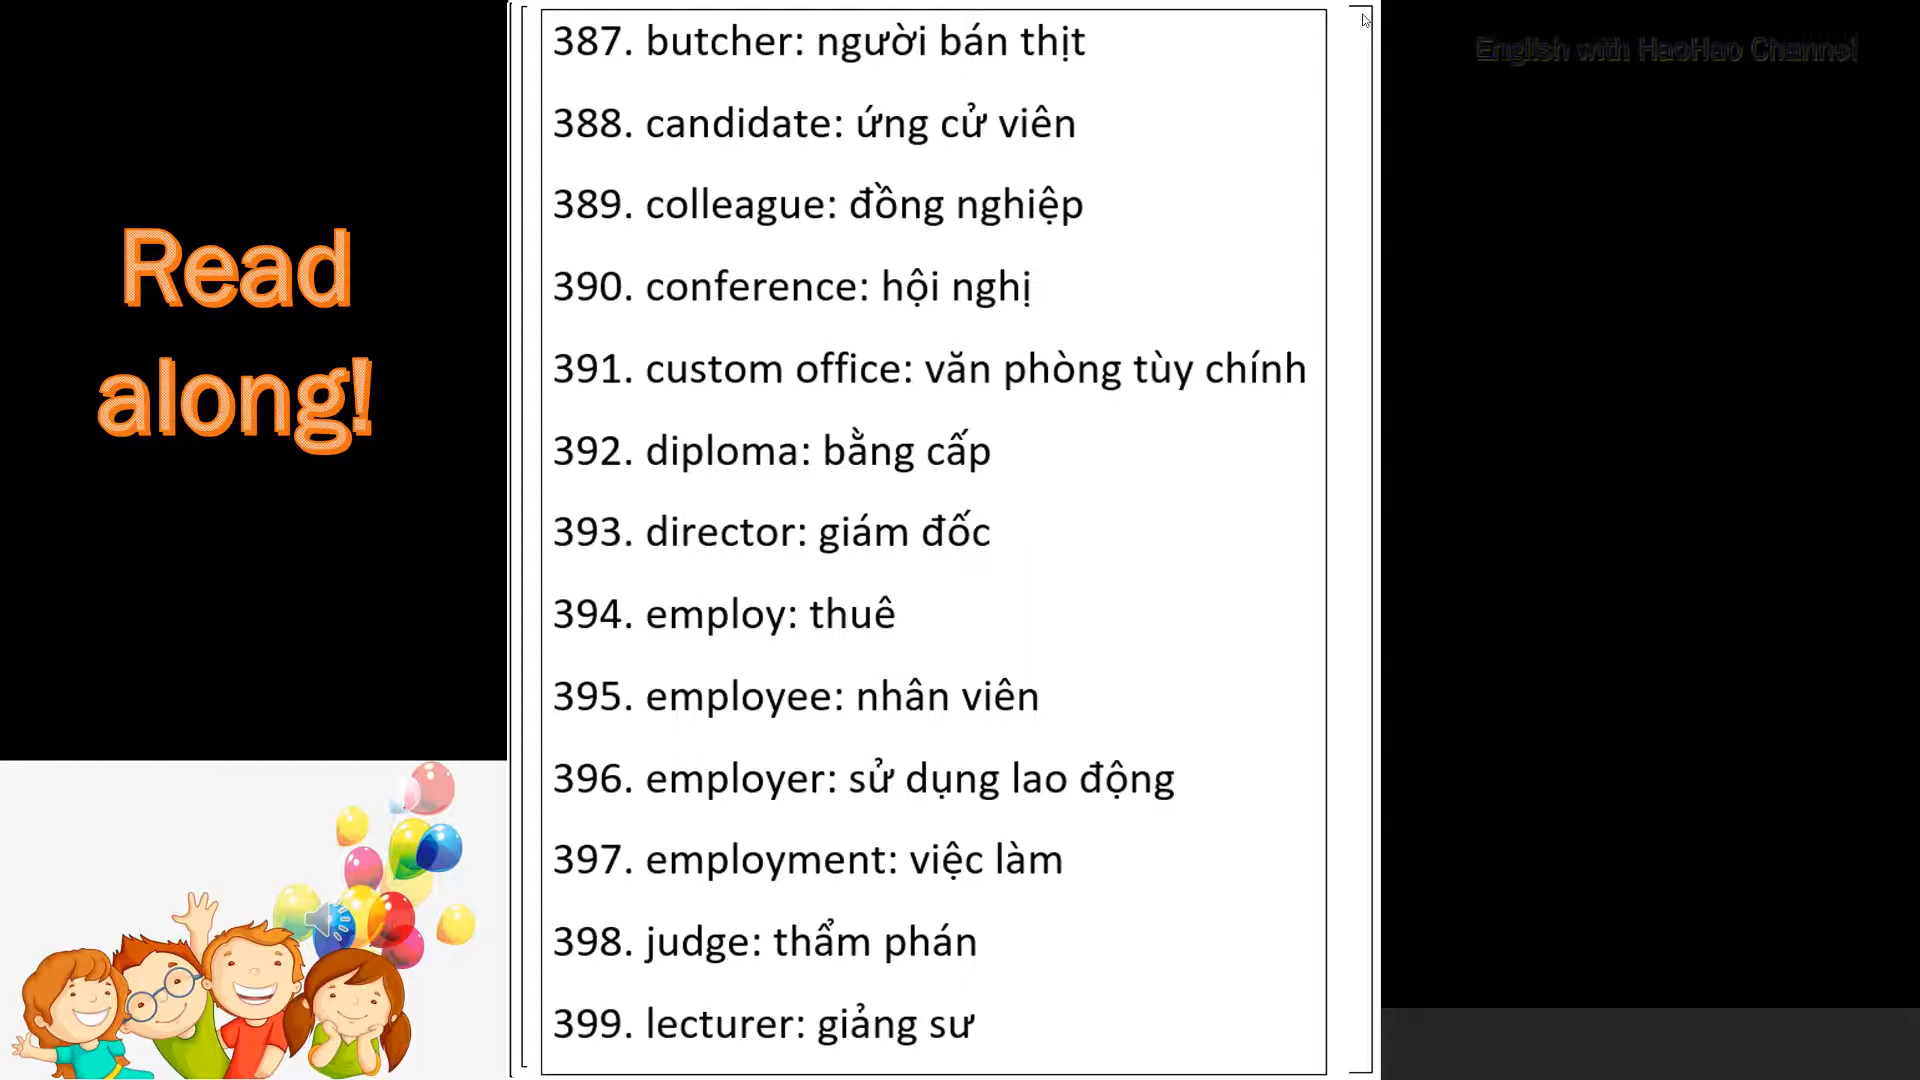 387. butcher: người bán thịt
388. candidate: ứng cử viên
389. colleague: đồng nghiệp
390. conference: hội nghị
391. custom office: văn phòng tùy chính
392. diploma: bằng cấp
393. director: giám đốc
394. employ: thuê
395. employee: nhân viên
396. employer: sử dụng lao động
397. employment: việc làm
398. judge: thẩm phán
399. lecturer: giảng sư
Read
along!
English with HaoHao Channel